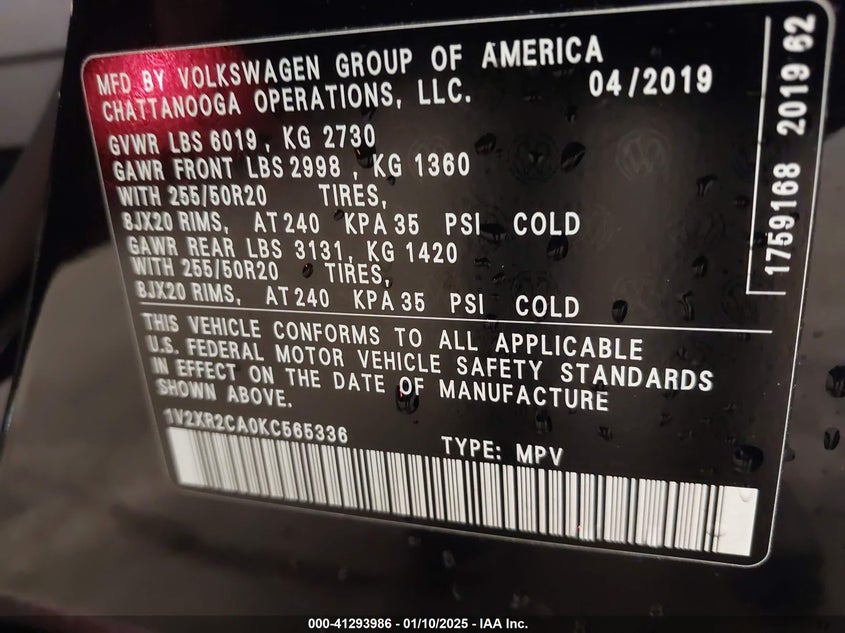 MFD BY VOLKSWAGEN GROUP OF AMERICA
CHATTANOOGA OPERATIONS, LLC. 04/2019
GVWR LBS 6019, KG 2730
GAWR FRONT LBS 2998, KG 1360
WITH 255/50R20 TIRES,
8JX20 RIMS, AT 240 KPA 35 PSI COLD
GAWR REAR LBS 3131, KG 1420
WITH 255/50R20 TIRES,
8JX20 RIMS, AT 240 KPA 35 PSI COLD
THIS VEHICLE CONFORMS TO ALL APPLICABLE
U.S. FEDERAL MOTOR VEHICLE SAFETY STANDARDS
IN EFFECT ON THE DATE OF MANUFACTURE
SHOWN ABOVE.
1V2XR2CA0KC565336 TYPE: MPV
1759168 2019 62
000-41293986 - 01/10/2025 - IAA Inc.